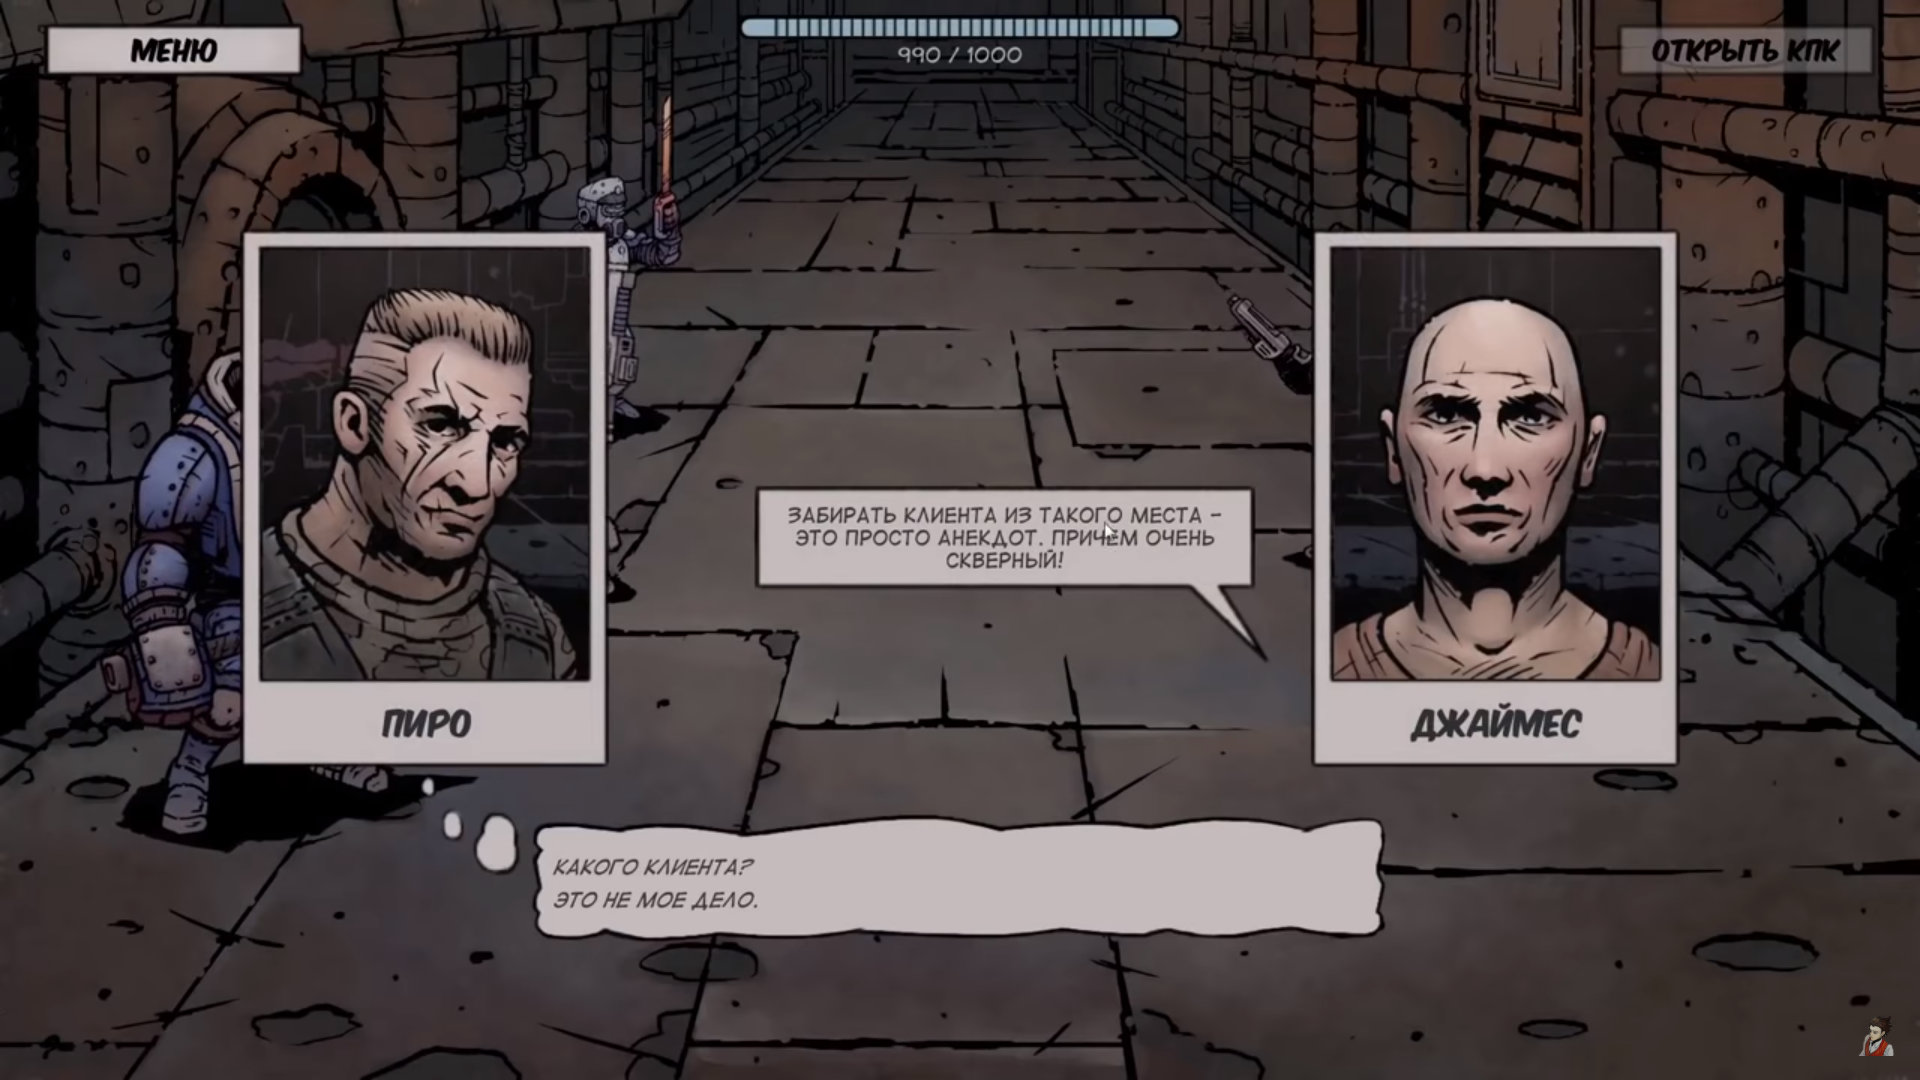 МЕНЮ
990 / 1000
ОТКРЫТЬ КПК
ЗАБИРАТЬ КЛИЕНТА ИЗ ТАКОГО МЕСТА –
ЭТО ПРОСТО АНЕКДОТ. ПРИЧЕМ ОЧЕНЬ
СКВЕРНЫЙ!
ПИРО
ДЖАЙМЕС
КАКОГО КЛИЕНТА?
ЭТО НЕ МОЕ ДЕЛО.